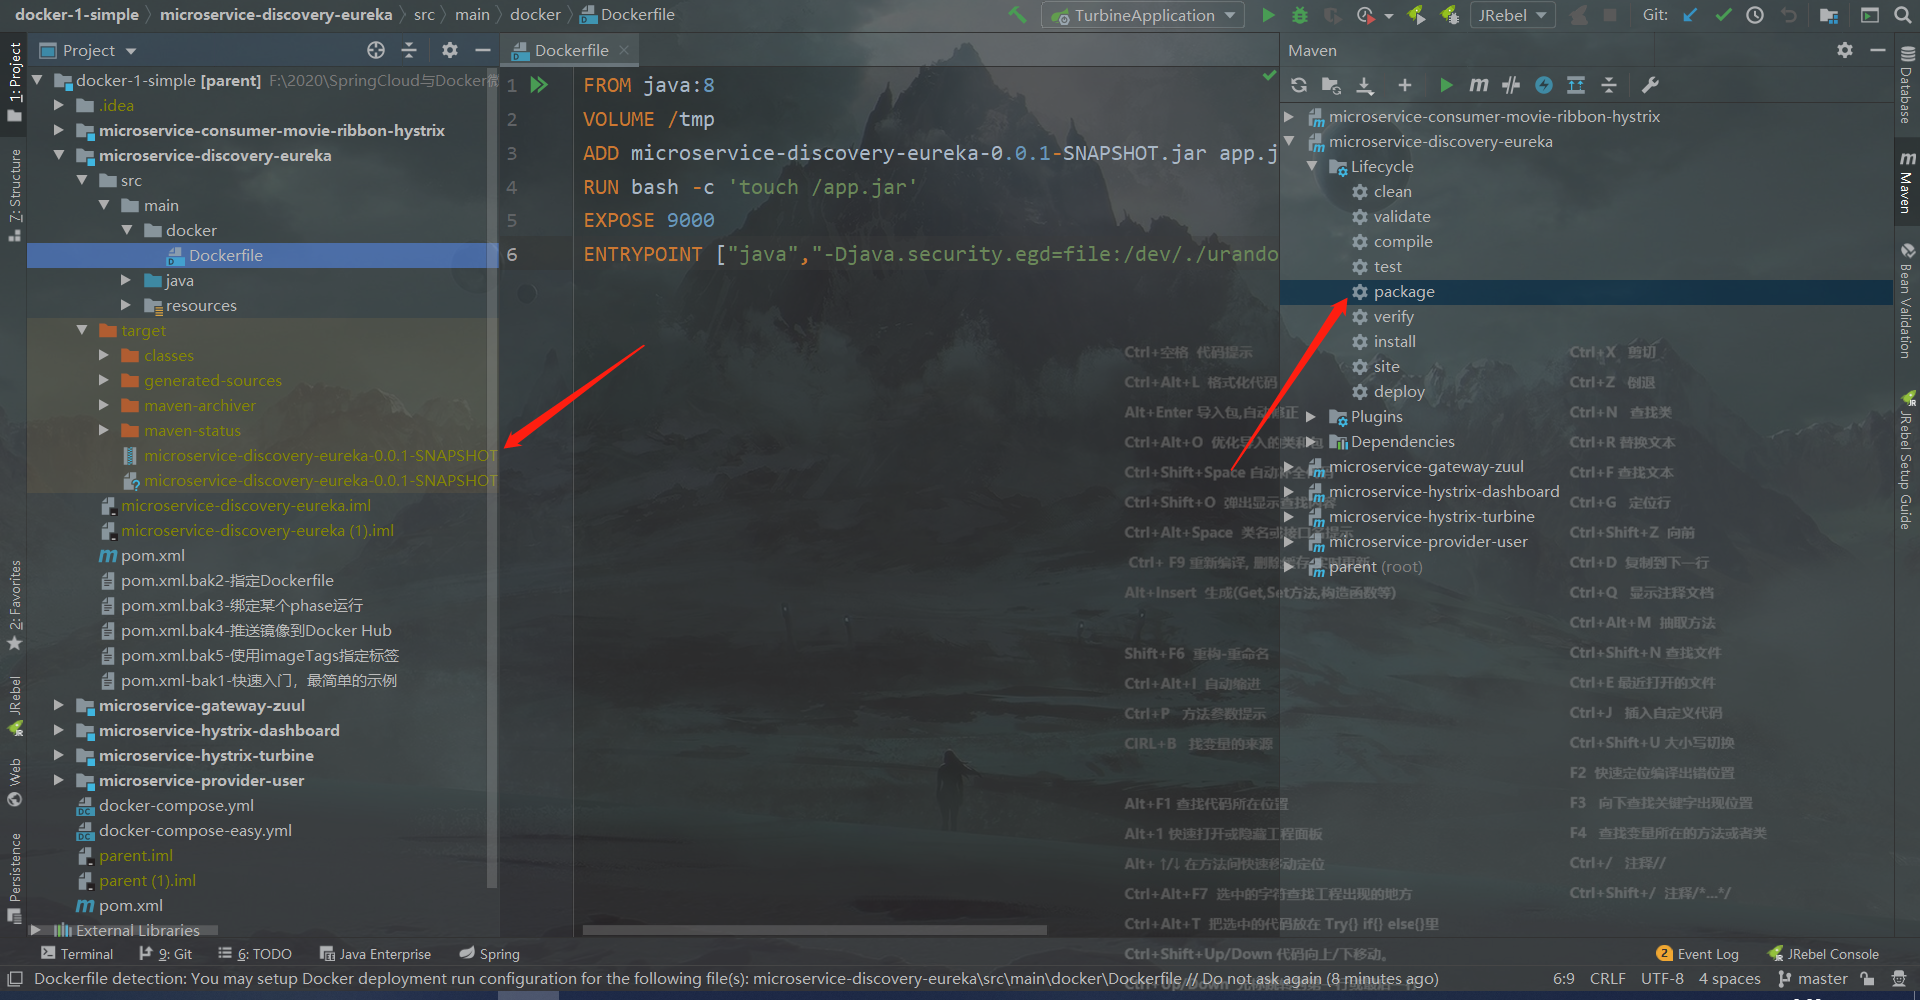 docker-1-simple
microservice-discovery-eureka
src
main
docker
Dockerfile
TurbineApplication
JRebel
Git:
Project
Dockerfile
Maven
1: Project
7: Structure
2: Favorites
JRebel
Web
Persistence
docker-1-simple [parent] F:\2020\SpringCloud与Docker微
.idea
microservice-consumer-movie-ribbon-hystrix
microservice-discovery-eureka
src
main
docker
Dockerfile
java
resources
target
classes
generated-sources
maven-archiver
maven-status
microservice-discovery-eureka-0.0.1-SNAPSHOT
microservice-discovery-eureka-0.0.1-SNAPSHOT
microservice-discovery-eureka.iml
microservice-discovery-eureka (1).iml
pom.xml
pom.xml.bak2-指定Dockerfile
pom.xml.bak3-绑定某个phase运行
pom.xml.bak4-推送镜像到Docker Hub
pom.xml.bak5-使用imageTags指定标签
pom.xml-bak1-快速入门，最简单的示例
microservice-gateway-zuul
microservice-hystrix-dashboard
microservice-hystrix-turbine
microservice-provider-user
docker-compose.yml
docker-compose-easy.yml
parent.iml
parent (1).iml
pom.xml
External Libraries
1 FROM java:8
2 VOLUME /tmp
3 ADD microservice-discovery-eureka-0.0.1-SNAPSHOT.jar app.j
4 RUN bash -c 'touch /app.jar'
5 EXPOSE 9000
6 ENTRYPOINT ["java","-Djava.security.egd=file:/dev/./urando
microservice-consumer-movie-ribbon-hystrix
microservice-discovery-eureka
Lifecycle
clean
validate
compile
test
package
verify
install
site
deploy
Plugins
Dependencies
microservice-gateway-zuul
microservice-hystrix-dashboard
microservice-hystrix-turbine
microservice-provider-user
parent (root)
Ctrl+空格 代码提示
Ctrl+Alt+L 格式化代码
Alt+Enter 导入包,自动修正
Ctrl+Alt+O 优化导入的类和包
Ctrl+Shift+Space 自动补全代码
Ctrl+Shift+O 弹出显示查找内容
Ctrl+Alt+Space 类名或接口名提示
Ctrl+ F9 重新编译, 删除
Alt+Insert 生成(Get,Set方法,构造函数等)
Shift+F6 重构-重命名
Ctrl+Alt+I 自动缩进
Ctrl+P 方法参数提示
CIRL+B 找变量的来源
Alt+F1 查找代码所在位置
Alt+1 快速打开或隐藏工程面板
Alt+ ↑/↓ 在方法间快速移动定位
Ctrl+Alt+F7 选中的字符查找工程出现的地方
Ctrl+Alt+T 把选中的代码放在 Try{} if{} else{}里
Ctrl+Shift+Up/Down 代码向上/下移动。
Ctrl+X 剪切
Ctrl+Z 倒退
Ctrl+N 查找类
Ctrl+R 替换文本
Ctrl+F 查找文本
Ctrl+G 定位行
Ctrl+Shift+Z 向前
Ctrl+D 复制到下一行
Ctrl+Q 显示注释文档
Ctrl+Alt+M 抽取方法
Ctrl+Shift+N 查找文件
Ctrl+E 最近打开的文件
Ctrl+J 插入自定义代码
Ctrl+Shift+U 大小写切换
F2 快速定位编译出错位置
F3 向下查找关键字出现位置
F4 查找变量所在的方法或者类
Ctrl+/ 注释//
Ctrl+Shift+/ 注释/*...*/
Database
m Maven
Bean Validation
JRebel Setup Guide
Terminal
9: Git
6: TODO
Java Enterprise
Spring
2 Event Log
JRebel Console
Dockerfile detection: You may setup Docker deployment run configuration for the following file(s): microservice-discovery-eureka\src\main\docker\Dockerfile // Do not ask again (8 minutes ago)
6:9 CRLF UTF-8 4 spaces master